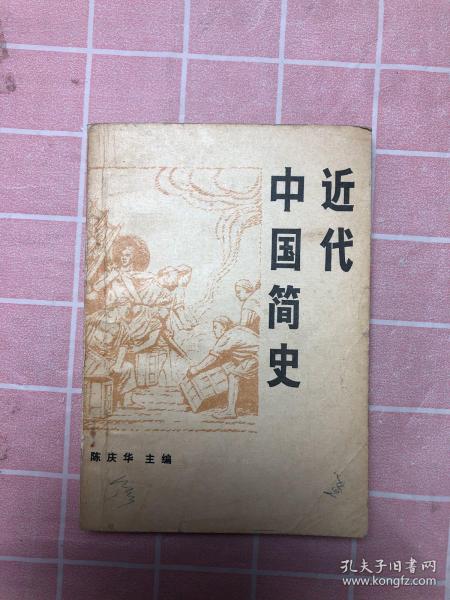 近代
中国简史
陈庆华 主编
孔夫子旧书网
www.kongfz.com